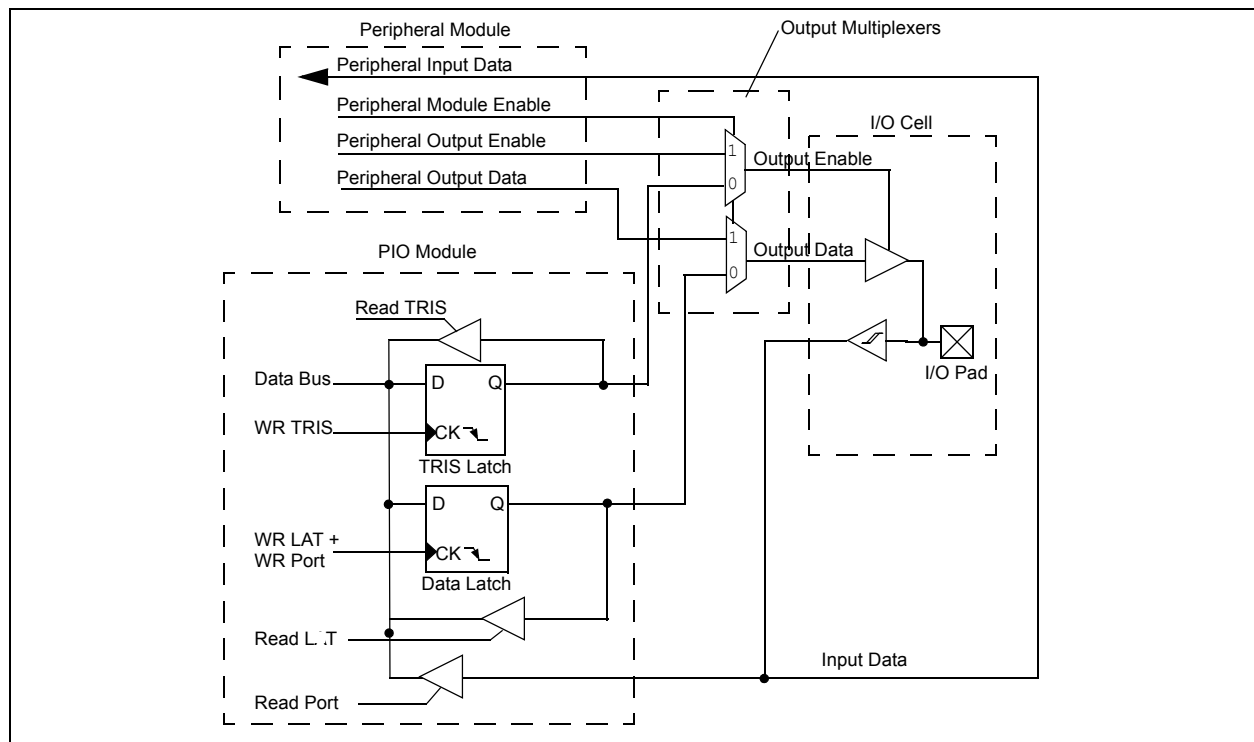 Peripheral Module
Output Multiplexers
Peripheral Input Data
Peripheral Module Enable
Peripheral Output Enable
Peripheral Output Data
1
0
Output Enable
1
0
Output Data
I/O Cell
I/O Pad
PIO Module
Read TRIS
Data Bus
D Q
WR TRIS
CK
TRIS Latch
D Q
WR LAT +
WR Port
CK
Data Latch
Read
Read Port
Input Data